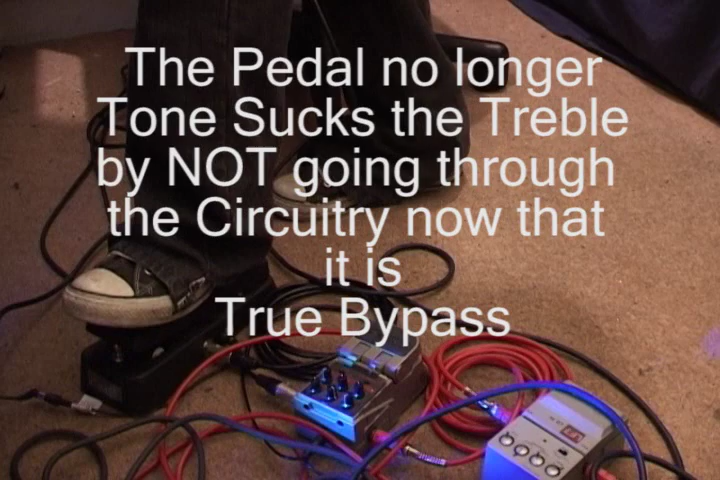 The Pedal no longer
Tone Sucks the Treble
by NOT going through
the Circuitry now that
it is
True Bypass